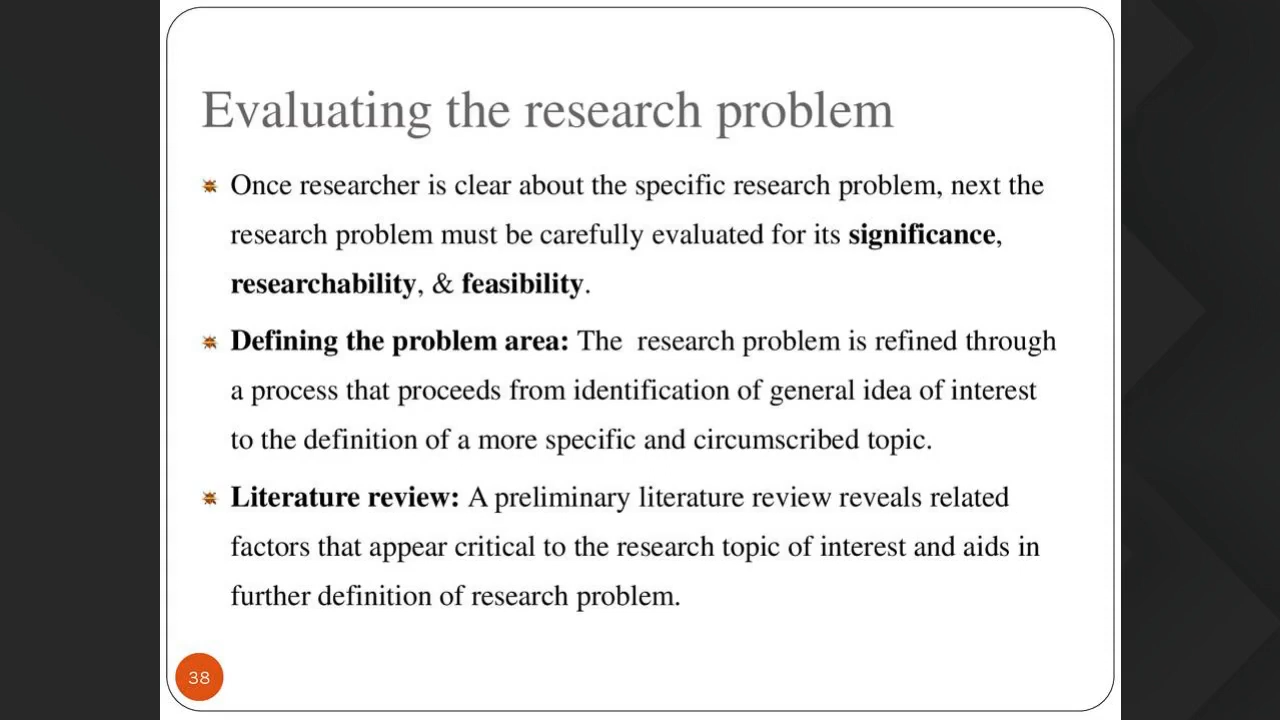 Evaluating the research problem
Once researcher is clear about the specific research problem, next the
research problem must be carefully evaluated for its significance,
researchability, & feasibility.
Defining the problem area: The  research problem is refined through
a process that proceeds from identification of general idea of interest
to the definition of a more specific and circumscribed topic.
Literature review: A preliminary literature review reveals related
factors that appear critical to the research topic of interest and aids in
further definition of research problem.
38